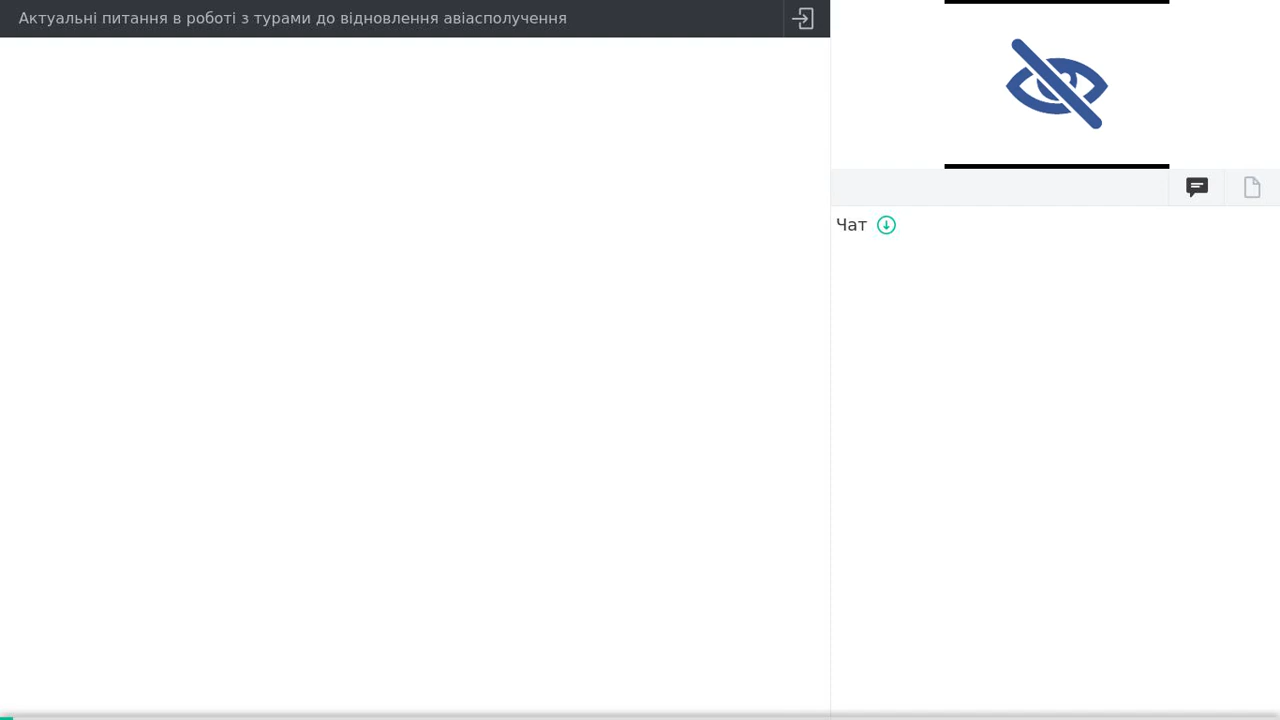 Актуальні питання в роботі з турами до відновлення авіасполучення
Чат